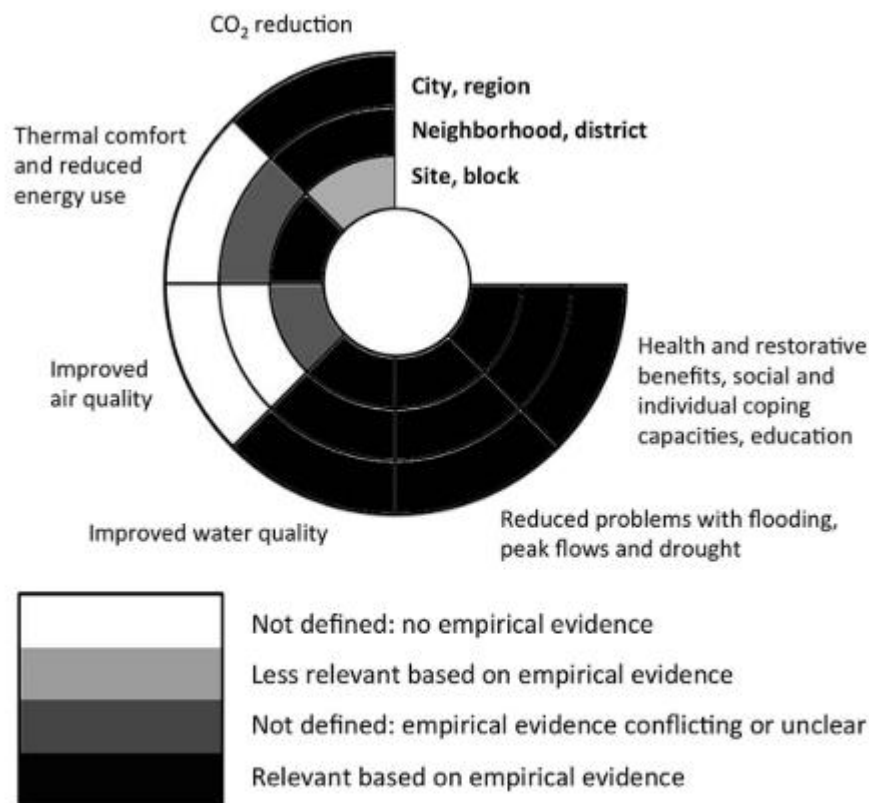 CO₂ reduction
City, region
Neighborhood, district
Site, block
Thermal comfort
and reduced
energy use
Improved
air quality
Health and restorative
benefits, social and
individual coping
capacities, education
Improved water quality
Reduced problems with flooding,
peak flows and drought
Not defined: no empirical evidence
Less relevant based on empirical evidence
Not defined: empirical evidence conflicting or unclear
Relevant based on empirical evidence